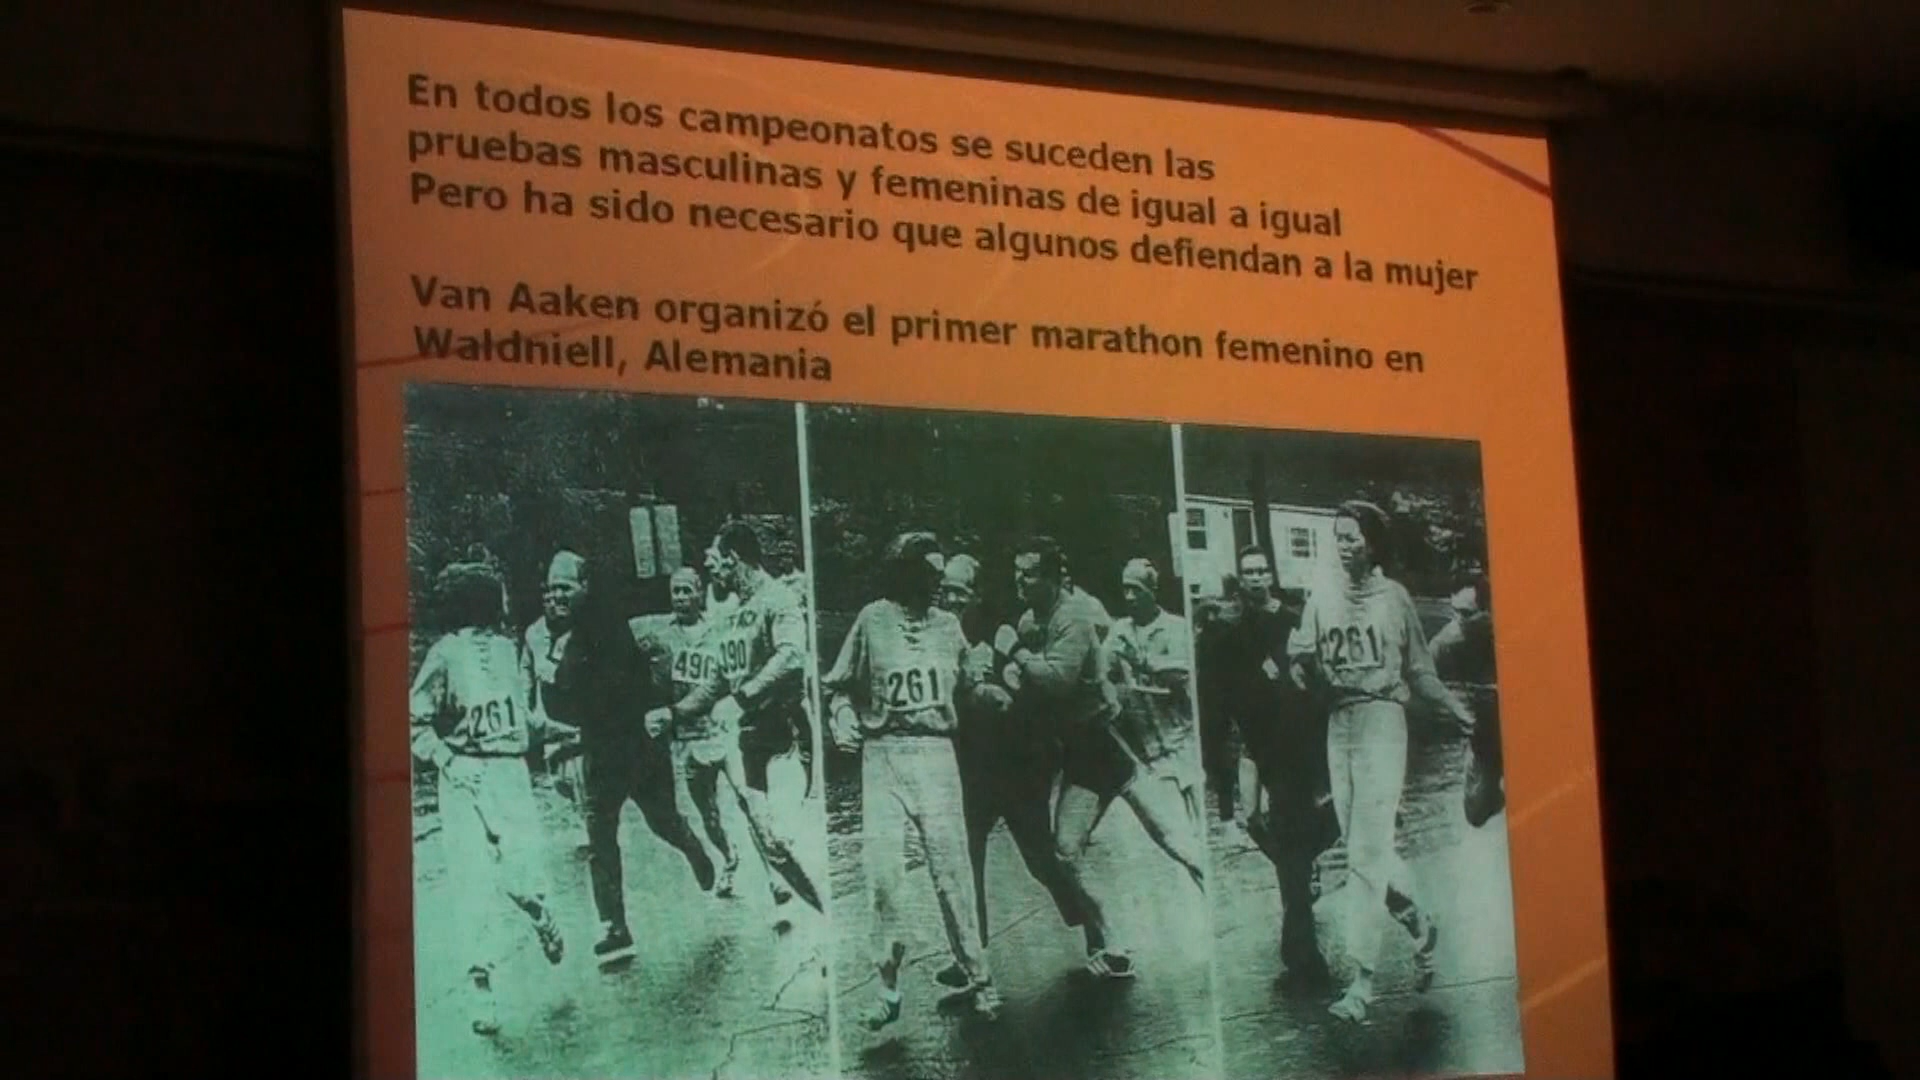 En todos los campeonatos se suceden las
pruebas masculinas y femeninas de igual a igual
Pero ha sido necesario que algunos defiendan a la mujer
Van Aaken organizó el primer marathon femenino en
Waldniell, Alemania
261
490
390
261
261